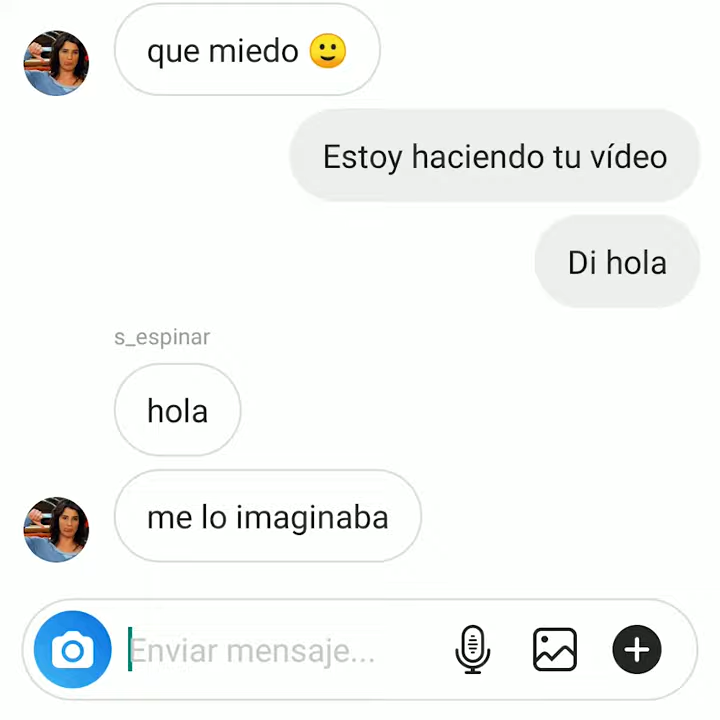 que miedo 🙂
Estoy haciendo tu vídeo
Di hola
s_espinar
hola
me lo imaginaba
Enviar mensaje...